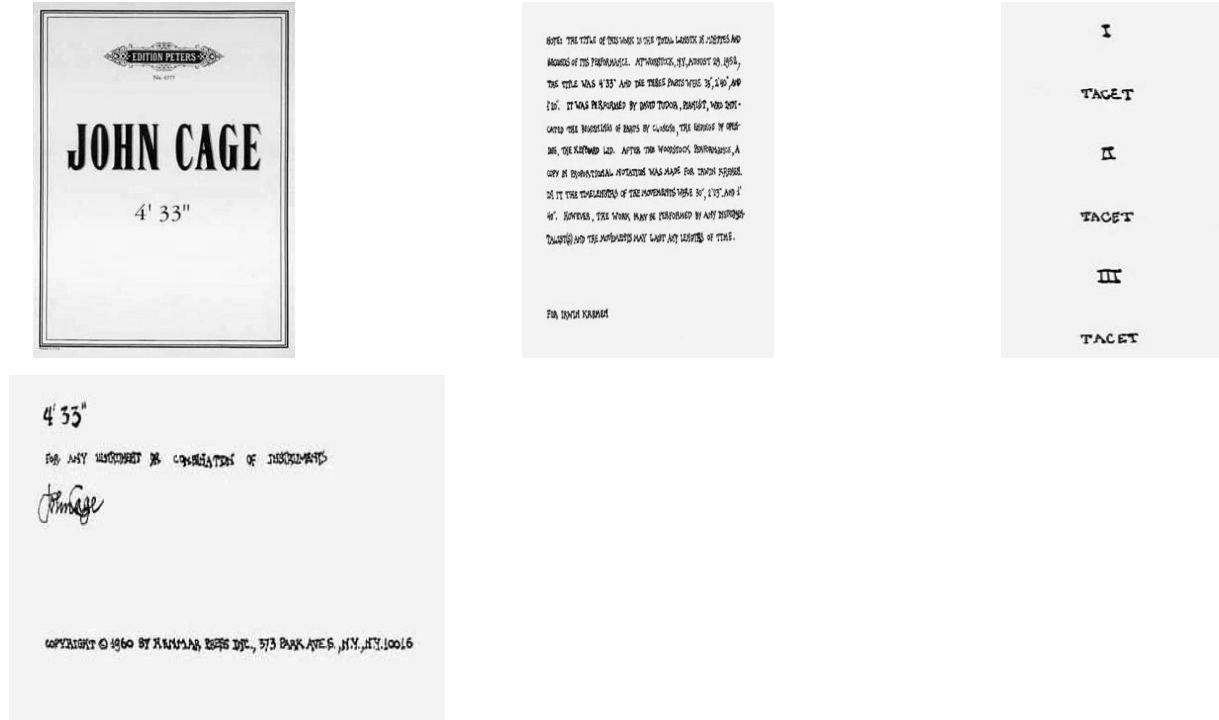 EDITION PETERS
No. 6777
JOHN CAGE
4' 33"
NOTE: THE TITLE OF THIS WORK IS THE TOTAL LENGTH IN MINUTES AND
SECONDS OF ITS PERFORMANCE. AT WOODSTOCK, N.Y., AUGUST 29, 1952,
THE TITLE WAS 4'33" AND THE THREE PARTS WERE 33", 2'40", AND
1'20". IT WAS PERFORMED BY DAVID TUDOR, PIANIST, WHO INDI-
CATED THE BEGINNINGS OF PARTS BY CLOSING, THE ENDINGS BY OPEN-
ING, THE KEYBOARD LID. AFTER THE WOODSTOCK PERFORMANCE, A
COPY IN PROPORTIONAL NOTATION WAS MADE FOR IRWIN KREMEN.
IN IT THE TIMELENGTHS OF THE MOVEMENTS WERE 30", 2'23", AND 1'
40". HOWEVER, THE WORK MAY BE PERFORMED BY ANY INSTRUMEN-
TALIST(S) AND THE MOVEMENTS MAY LAST ANY LENGTHS OF TIME.
FOR IRWIN KREMEN
I
TACET
II
TACET
III
TACET
4'33"
FOR ANY INSTRUMENT OR COMBINATION OF INSTRUMENTS
John Cage
COPYRIGHT © 1960 BY HENMAR PRESS INC., 373 PARK AVE. S., N.Y., N.Y. 10016